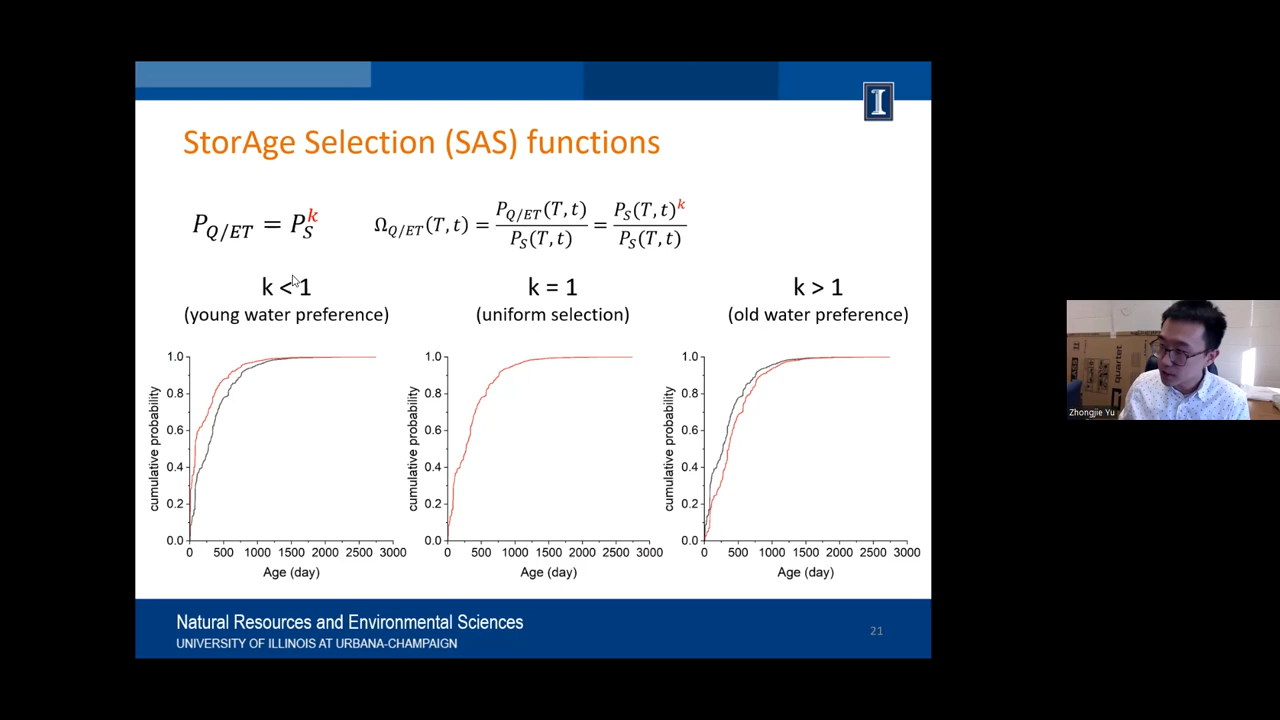 I
StorAge Selection (SAS) functions
P_{Q/ET} = P_S^k
Ω_{Q/ET}(T, t) = P_{Q/ET}(T, t) / P_S(T, t) = P_S(T, t)^k / P_S(T, t)
k < 1
(young water preference)
k = 1
(uniform selection)
k > 1
(old water preference)
cumulative probability
1.0
0.8
0.6
0.4
0.2
0.0
0 500 1000 1500 2000 2500 3000
Age (day)
cumulative probability
1.0
0.8
0.6
0.4
0.2
0.0
0 500 1000 1500 2000 2500 3000
Age (day)
cumulative probability
1.0
0.8
0.6
0.4
0.2
0.0
0 500 1000 1500 2000 2500 3000
Age (day)
Natural Resources and Environmental Sciences
UNIVERSITY OF ILLINOIS AT URBANA-CHAMPAIGN
21
quartet
Zhongjie Yu